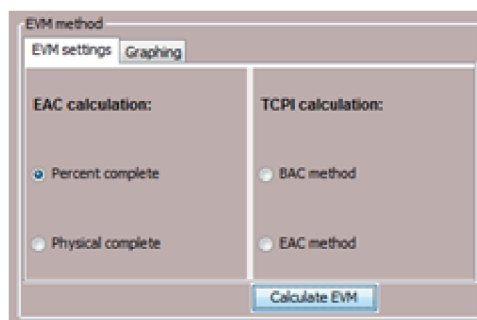 EVM method
EVM settings Graphing
EAC calculation: TCPI calculation:
Percent complete BAC method
Physical complete EAC method
Calculate EVM